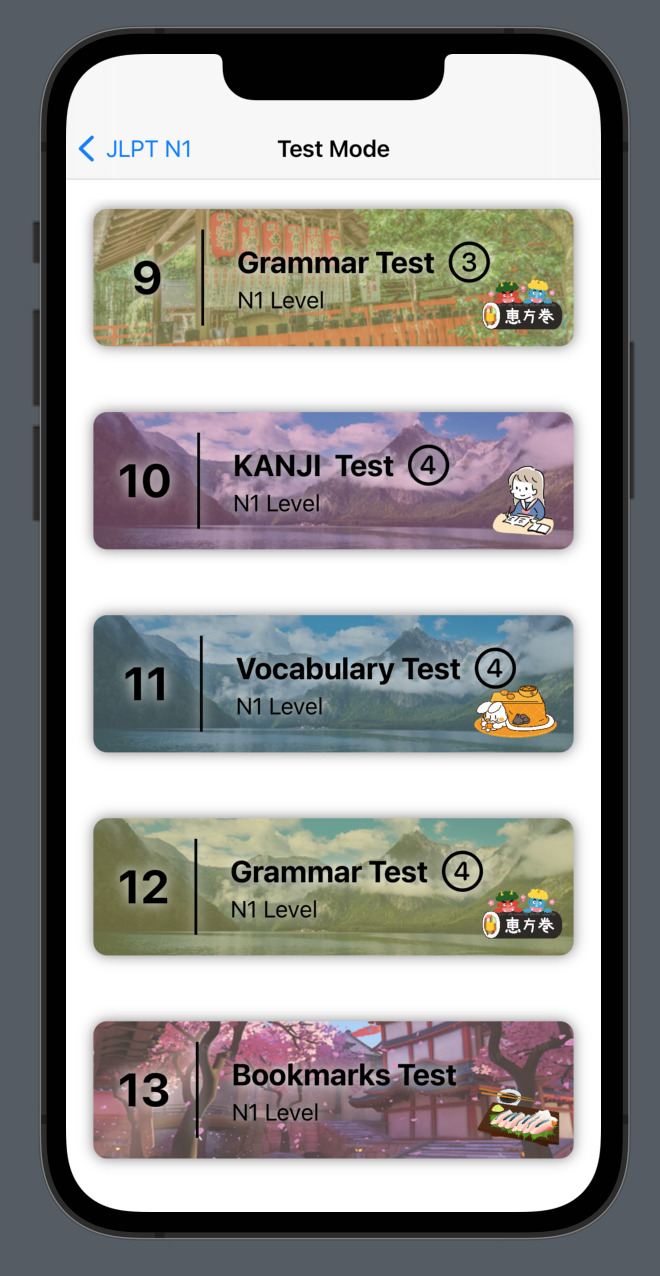 JLPT N1
Test Mode
9
Grammar Test ③
N1 Level
恵方巻
10
KANJI Test ④
N1 Level
11
Vocabulary Test ④
N1 Level
12
Grammar Test ④
N1 Level
恵方巻
13
Bookmarks Test
N1 Level